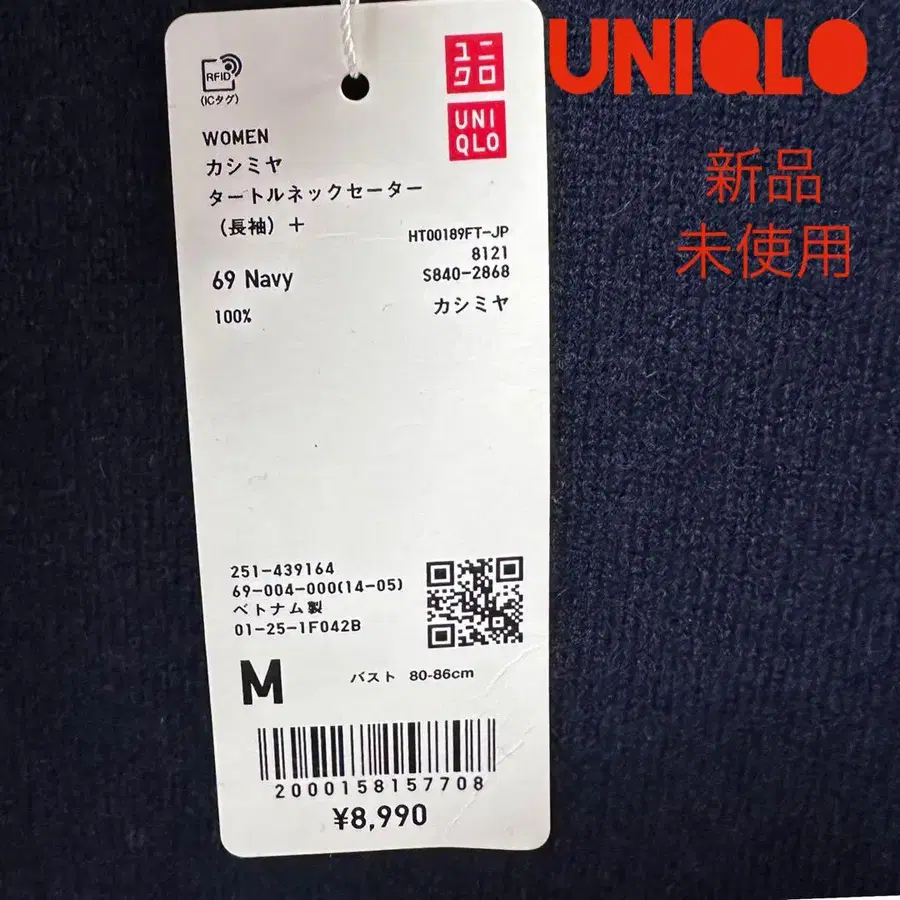 UNIQLO
新品
未使用
RFID
(ICタグ)
ユニ
クロ
UNI
QLO
WOMEN
カシミヤ
タートルネックセーター
（長袖）＋
HT00189FT-JP
8121
69 Navy
S840-2868
100%
カシミヤ
251-439164
69-004-000(14-05)
ベトナム製
01-25-1F042B
M
バスト 80-86cm
2000158157708
¥8,990